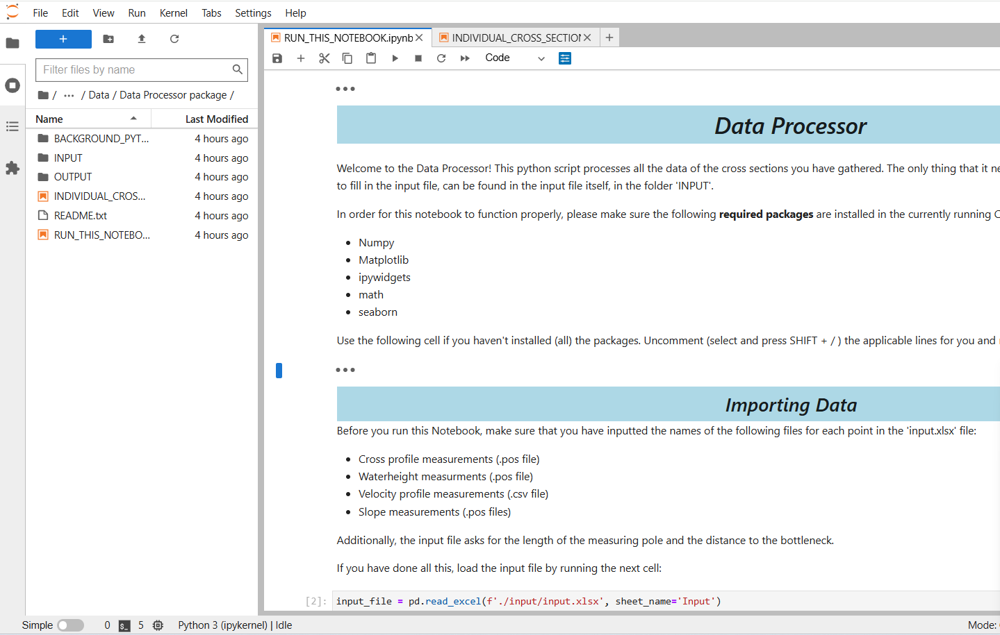 File Edit View Run Kernel Tabs Settings Help
+
Filter files by name
/ ••• / Data / Data Processor package /
Name Last Modified
BACKGROUND_PYT... 4 hours ago
INPUT 4 hours ago
OUTPUT 4 hours ago
INDIVIDUAL_CROS... 4 hours ago
README.txt 4 hours ago
RUN_THIS_NOTEBO... 4 hours ago
RUN_THIS_NOTEBOOK.ipynb INDIVIDUAL_CROSS_SECTION
Code
•••
Data Processor
Welcome to the Data Processor! This python script processes all the data of the cross sections you have gathered. The only thing that it ne
to fill in the input file, can be found in the input file itself, in the folder 'INPUT'.
In order for this notebook to function properly, please make sure the following required packages are installed in the currently running C
• Numpy
• Matplotlib
• ipywidgets
• math
• seaborn
Use the following cell if you haven't installed (all) the packages. Uncomment (select and press SHIFT + / ) the applicable lines for you and
•••
Importing Data
Before you run this Notebook, make sure that you have inputted the names of the following files for each point in the 'input.xlsx' file:
• Cross profile measurements (.pos file)
• Waterheight measurments (.pos file)
• Velocity profile measurements (.csv file)
• Slope measurements (.pos files)
Additionally, the input file asks for the length of the measuring pole and the distance to the bottleneck.
If you have done all this, load the input file by running the next cell:
[2]: input_file = pd.read_excel(f'./input/input.xlsx', sheet_name='Input')
Simple 0 $_ 5 Python 3 (ipykernel) | Idle Mode: